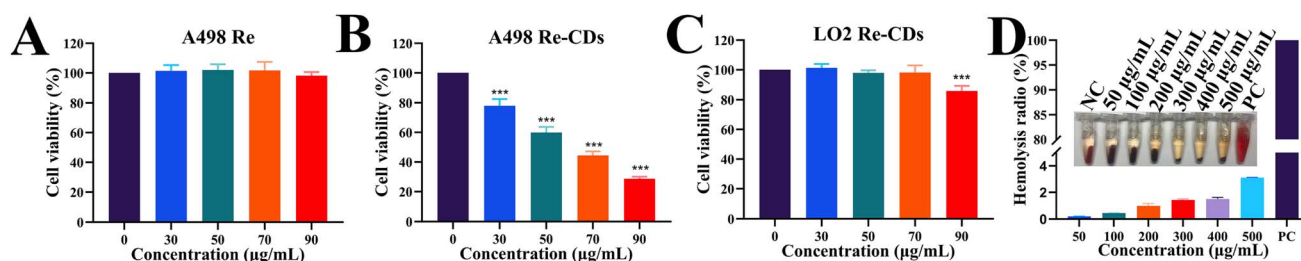 A
A498 Re
Cell viability (%)
120
100
80
60
40
20
0
0 30 50 70 90
Concentration (µg/mL)
B
A498 Re-CDs
Cell viability (%)
120
100
80
60
40
20
0
***
***
***
***
0 30 50 70 90
Concentration (µg/mL)
C
LO2 Re-CDs
Cell viability (%)
120
100
80
60
40
20
0
***
0 30 50 70 90
Concentration (µg/mL)
D
Hemolysis radio (%)
100
95
90
85
80
4
2
0
NC
50 µg/mL
100 µg/mL
200 µg/mL
300 µg/mL
400 µg/mL
500 µg/mL
PC
50 100 200 300 400 500 PC
Concentration (µg/mL)